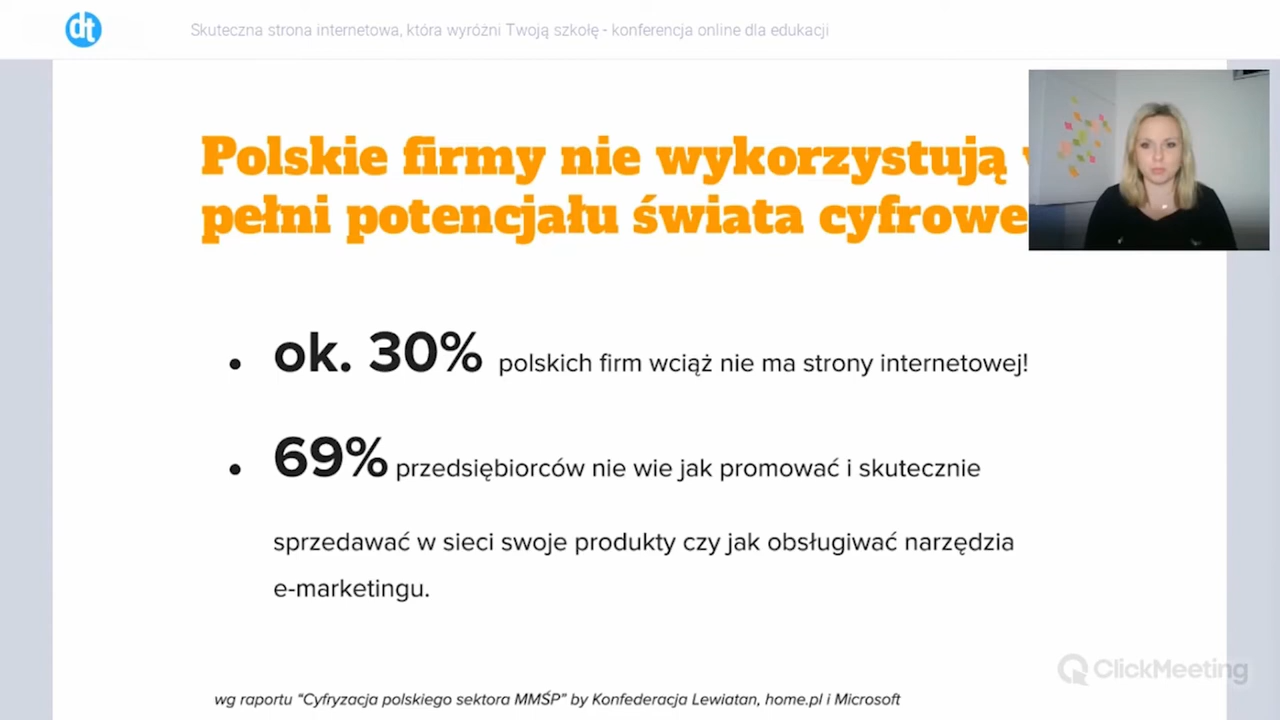 dt
Skuteczna strona internetowa, która wyróżni Twoją szkołę - konferencja online dla edukacji
Polskie firmy nie wykorzystują
pełni potencjału świata cyfrowe
• ok. 30% polskich firm wciąż nie ma strony internetowej!
• 69% przedsiębiorców nie wie jak promować i skutecznie
sprzedawać w sieci swoje produkty czy jak obsługiwać narzędzia
e-marketingu.
wg raportu “Cyfryzacja polskiego sektora MMŚP” by Konfederacja Lewiatan, home.pl i Microsoft
ClickMeeting